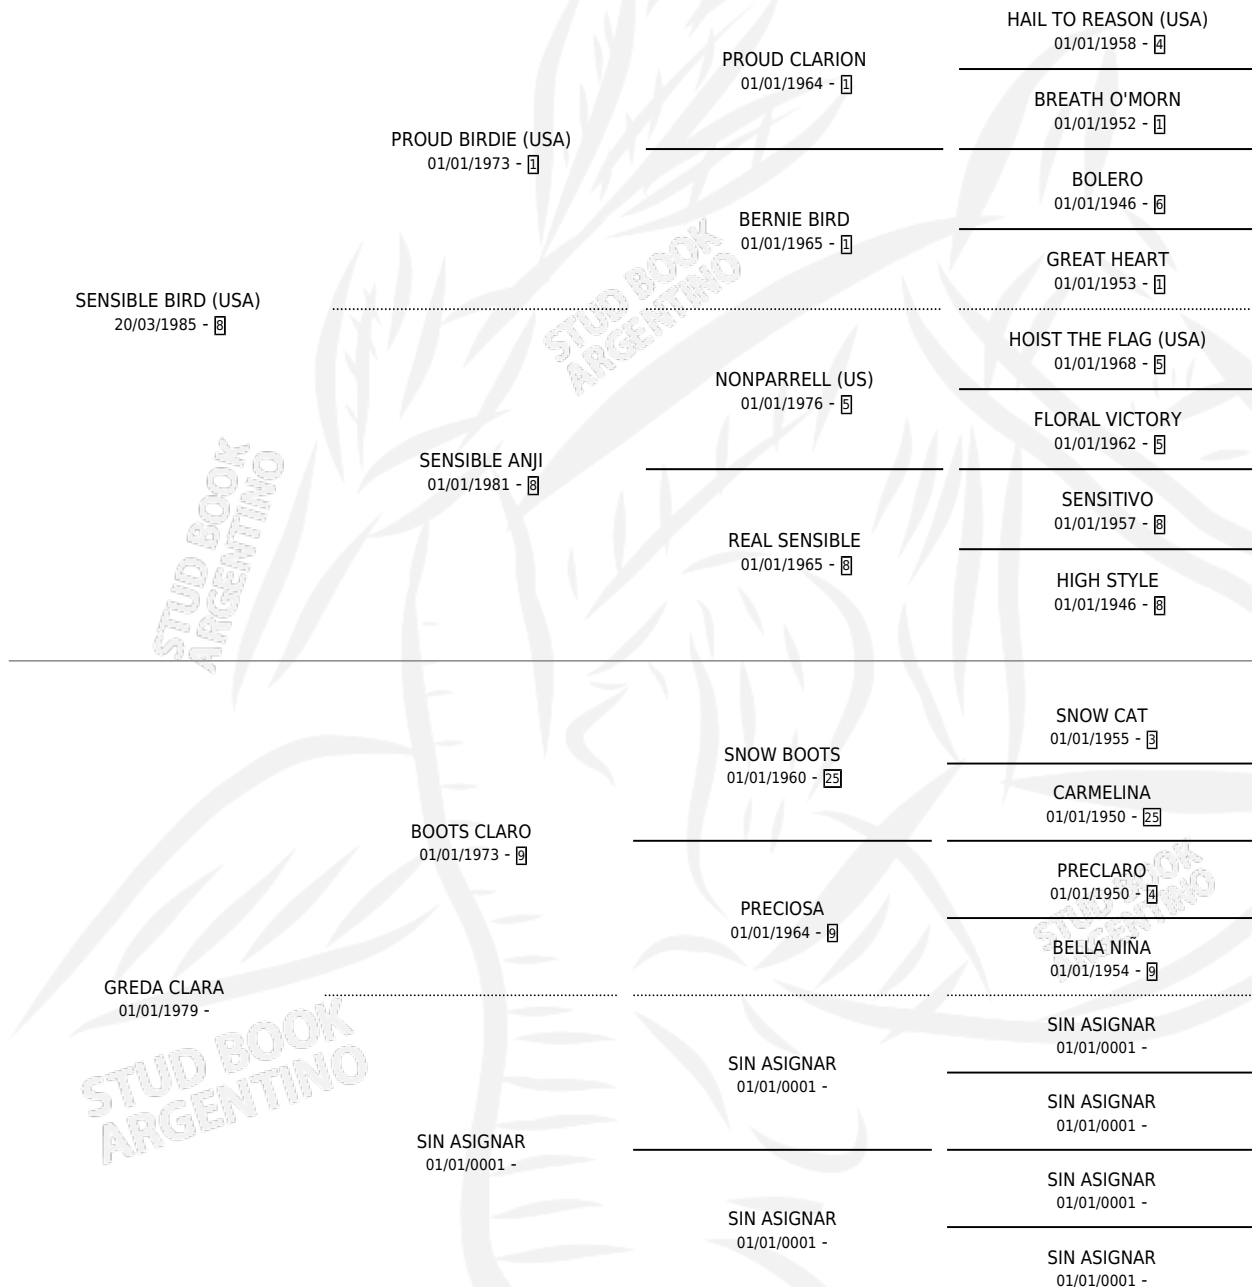 HAIL TO REASON (USA)
01/01/1958 - 4
PROUD CLARION
01/01/1964 - 1
BREATH O'MORN
01/01/1952 - 1
PROUD BIRDIE (USA)
01/01/1973 - 1
BOLERO
01/01/1946 - 6
BERNIE BIRD
01/01/1965 - 1
GREAT HEART
01/01/1953 - 1
SENSIBLE BIRD (USA)
20/03/1985 - 8
HOIST THE FLAG (USA)
01/01/1968 - 5
NONPARRELL (US)
01/01/1976 - 5
FLORAL VICTORY
01/01/1962 - 5
SENSIBLE ANJI
01/01/1981 - 8
SENSITIVO
01/01/1957 - 8
REAL SENSIBLE
01/01/1965 - 8
HIGH STYLE
01/01/1946 - 8
SNOW CAT
01/01/1955 - 3
SNOW BOOTS
01/01/1960 - 25
CARMELINA
01/01/1950 - 25
BOOTS CLARO
01/01/1973 - 9
PRECLARO
01/01/1950 - 4
PRECIOSA
01/01/1964 - 9
BELLA NIÑA
01/01/1954 - 9
GREDA CLARA
01/01/1979 -
SIN ASIGNAR
01/01/0001 -
SIN ASIGNAR
01/01/0001 -
SIN ASIGNAR
01/01/0001 -
SIN ASIGNAR
01/01/0001 -
SIN ASIGNAR
01/01/0001 -
SIN ASIGNAR
01/01/0001 -
SIN ASIGNAR
01/01/0001 -
STUD BOOK
ARGENTINO
STUD BOOK
ARGENTINO
STUD BOOK
ARGENTINO
STUD BOOK
ARGENTINO